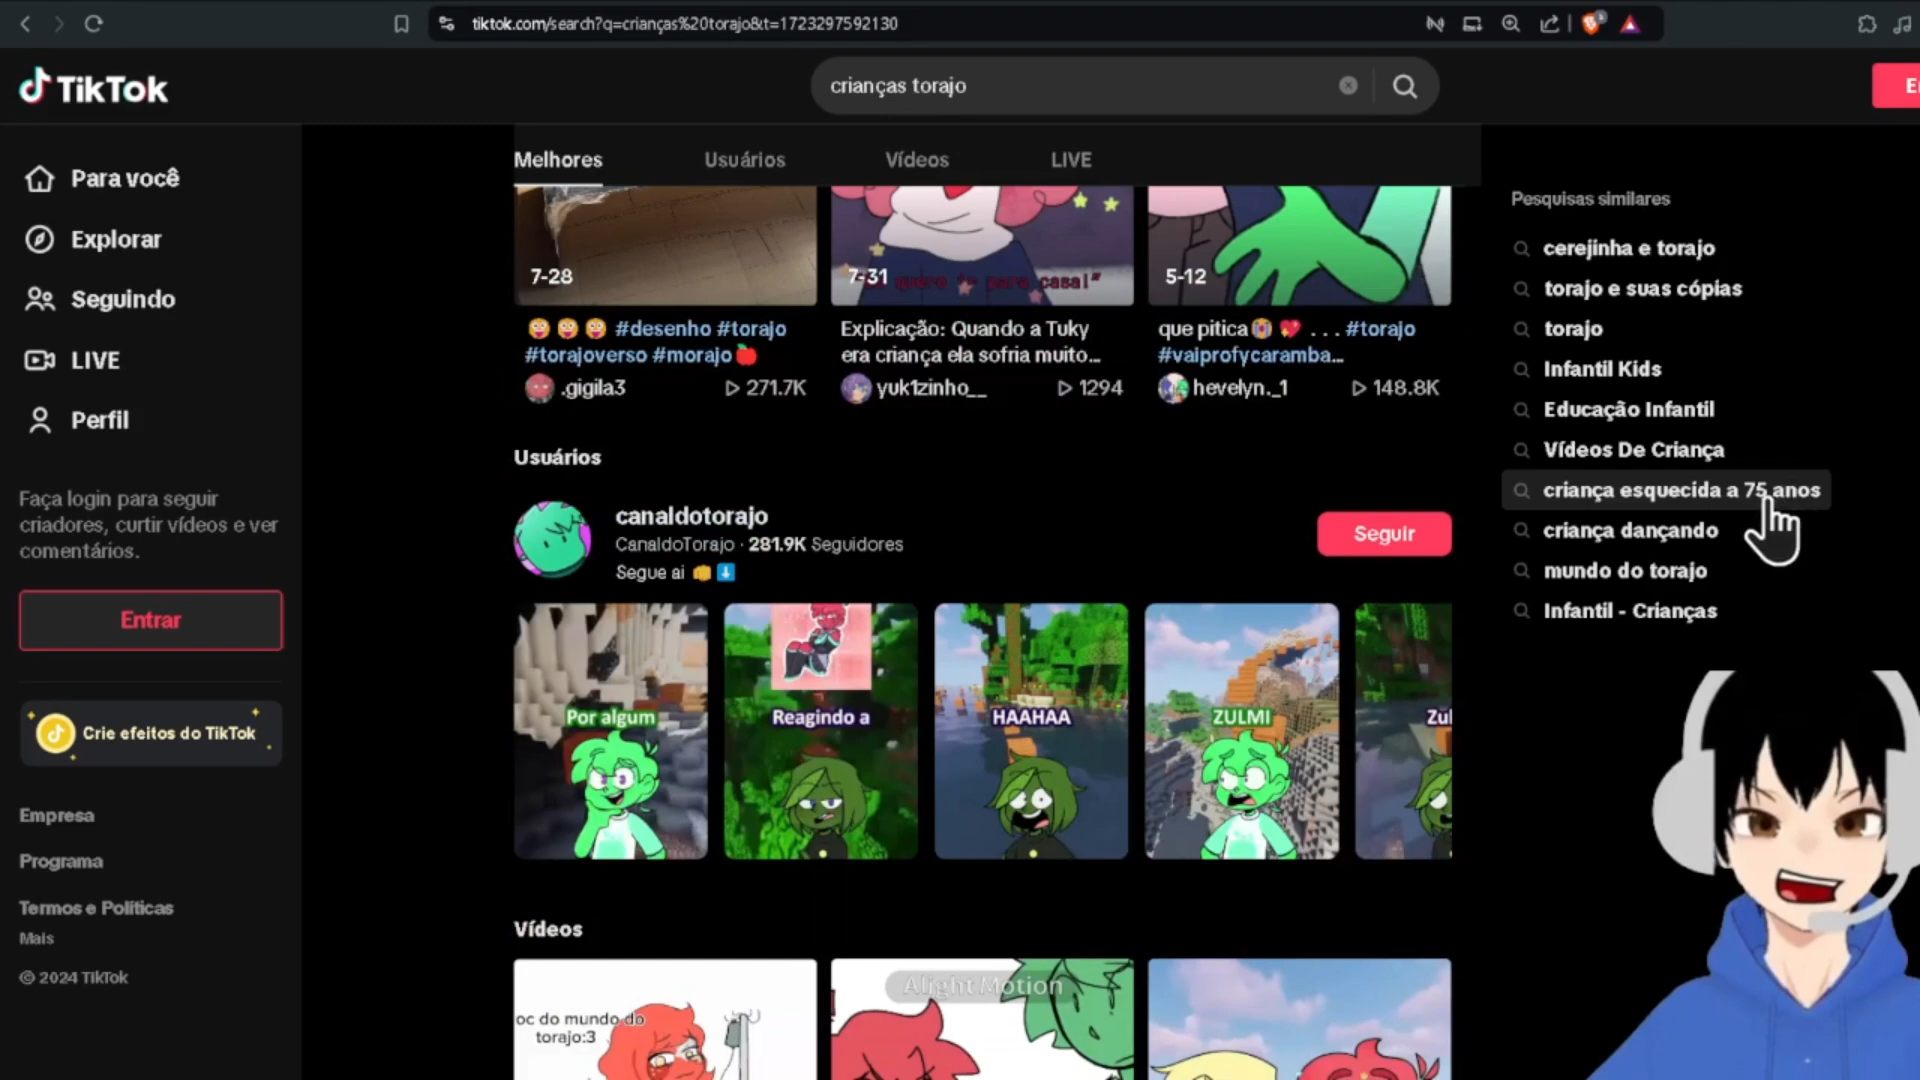 tiktok.com/search?q=crianças%20torajo&t=1723297592130
TikTok
crianças torajo
Melhores
Usuários
Vídeos
LIVE
Para você
Explorar
Seguindo
LIVE
Perfil
Faça login para seguir
criadores, curtir vídeos e ver
comentários.
Entrar
Crie efeitos do TikTok
Empresa
Programa
Termos e Políticas
Mais
© 2024 TikTok
7-28
7-31
para casa!"
5-12
#desenho #torajo
#torajoverso #morajo
.gigila3
271.7K
Explicação: Quando a Tuky
era criança ela sofria muito...
yuk1zinho__
1294
que pitica . . . #torajo
#vaiprofycaramba...
hevelyn._1
148.8K
Usuários
canaldotorajo
CanaldoTorajo · 281.9K Seguidores
Segue ai
Seguir
Por algum
Reagindo a
HAAHAA
ZULMI
Zul
Vídeos
oc do mundo do
torajo:3
Alight Motion
Pesquisas similares
cerejinha e torajo
torajo e suas cópias
torajo
Infantil Kids
Educação Infantil
Vídeos De Criança
criança esquecida a 75 anos
criança dançando
mundo do torajo
Infantil - Crianças